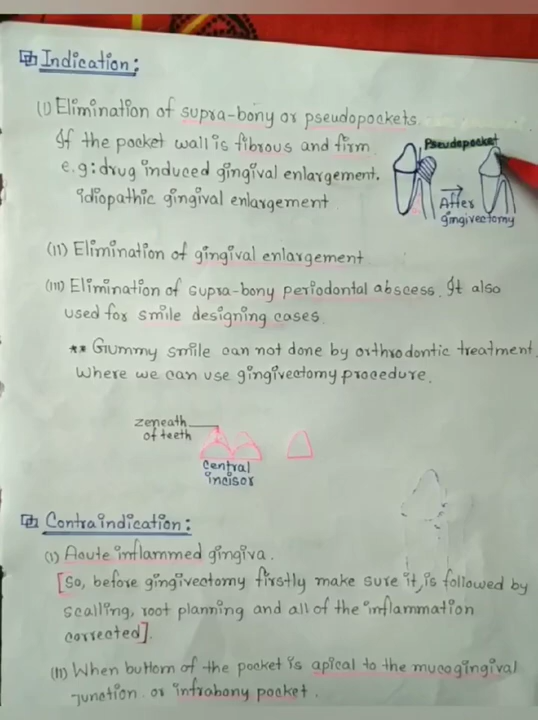 Indication:
(i) Elimination of supra-bony or pseudopockets.
If the pocket wall is fibrous and firm.
e.g: drug induced gingival enlargement.
idiopathic gingival enlargement
Pseudopocket
After
gingivectomy
(ii) Elimination of gingival enlargement
(iii) Elimination of supra-bony periodontal abscess. It also
used for smile designing cases.
** Gummy smile can not done by orthrodontic treatment.
Where we can use gingivectomy procedure.
zeneath
of teeth
central
incisor
Contraindication:
(i) Acute inflammed gingiva.
[So, before gingivectomy firstly make sure it, is followed by
scalling, root planning and all of the inflammation
corrected].
(ii) When buttom of the pocket is apical to the mucogingival
junction. or infrabony pocket.